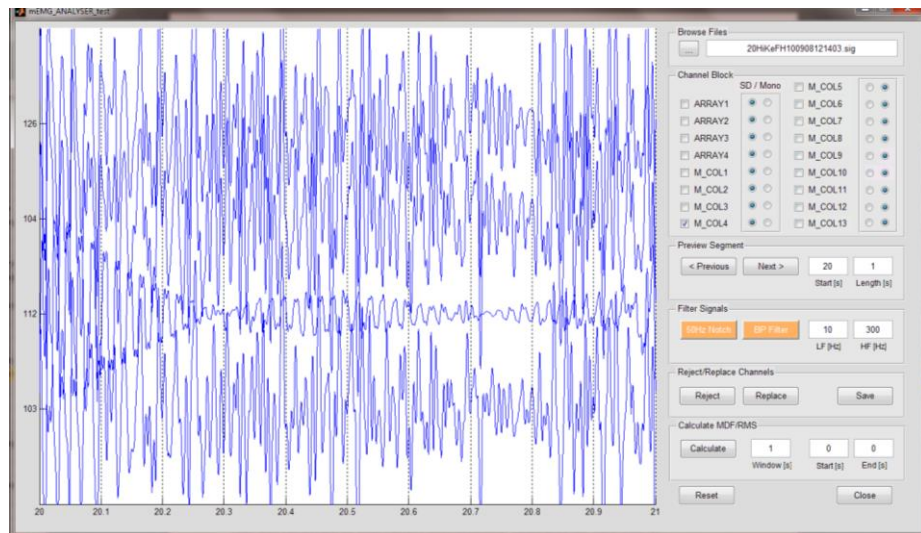 mEMG_ANALYSER_test
126
104
112
103
20 20.1 20.2 20.3 20.4 20.5 20.6 20.7 20.8 20.9 21
Browse Files
... 20HiKeFH100908121403.sig
Channel Block
SD / Mono
ARRAY1
ARRAY2
ARRAY3
ARRAY4
M_COL1
M_COL2
M_COL3
M_COL4
M_COL5
M_COL6
M_COL7
M_COL8
M_COL9
M_COL10
M_COL11
M_COL12
M_COL13
Preview Segment
< Previous Next > 20 1
Start [s] Length [s]
Filter Signals
50Hz Notch BP Filter 10 300
LF [Hz] HF [Hz]
Reject/Replace Channels
Reject Replace Save
Calculate MDF/RMS
Calculate 1 0 0
Window [s] Start [s] End [s]
Reset Close